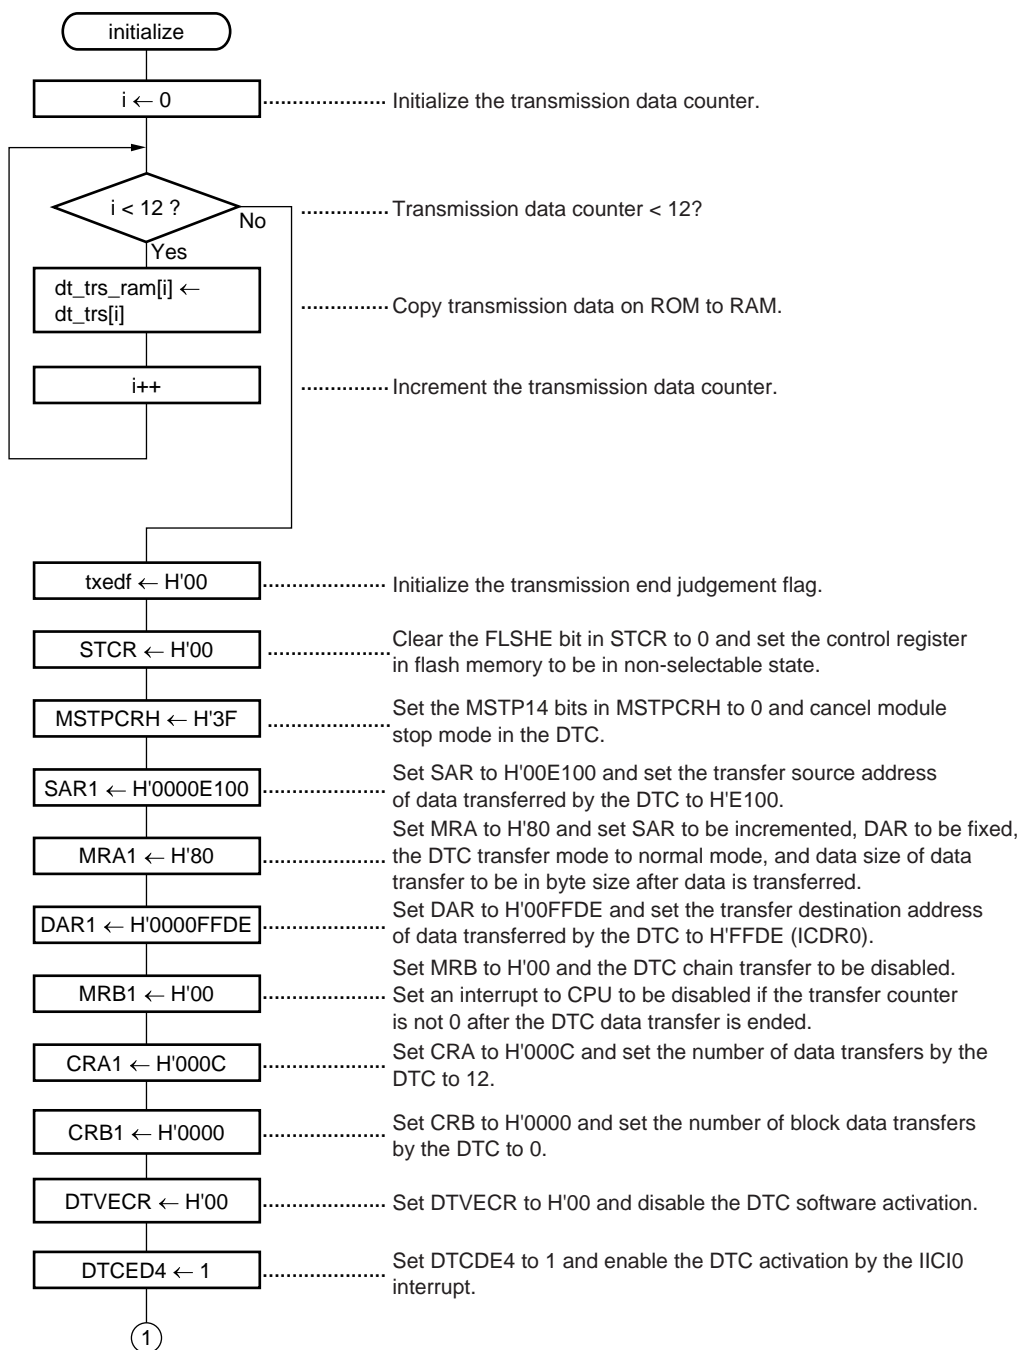 initialize
i ← 0
Initialize the transmission data counter.
i < 12 ?
No
Transmission data counter < 12?
Yes
dt_trs_ram[i] ←
dt_trs[i]
Copy transmission data on ROM to RAM.
i++
Increment the transmission data counter.
txedf ← H'00
Initialize the transmission end judgement flag.
STCR ← H'00
Clear the FLSHE bit in STCR to 0 and set the control register
in flash memory to be in non-selectable state.
MSTPCRH ← H'3F
Set the MSTP14 bits in MSTPCRH to 0 and cancel module
stop mode in the DTC.
SAR1 ← H'0000E100
Set SAR to H'00E100 and set the transfer source address
of data transferred by the DTC to H'E100.
MRA1 ← H'80
Set MRA to H'80 and set SAR to be incremented, DAR to be fixed,
the DTC transfer mode to normal mode, and data size of data
transfer to be in byte size after data is transferred.
DAR1 ← H'0000FFDE
Set DAR to H'00FFDE and set the transfer destination address
of data transferred by the DTC to H'FFDE (ICDR0).
MRB1 ← H'00
Set MRB to H'00 and the DTC chain transfer to be disabled.
Set an interrupt to CPU to be disabled if the transfer counter
is not 0 after the DTC data transfer is ended.
CRA1 ← H'000C
Set CRA to H'000C and set the number of data transfers by the
DTC to 12.
CRB1 ← H'0000
Set CRB to H'0000 and set the number of block data transfers
by the DTC to 0.
DTVECR ← H'00
Set DTVECR to H'00 and disable the DTC software activation.
DTCED4 ← 1
Set DTCDE4 to 1 and enable the DTC activation by the IICI0
interrupt.
1